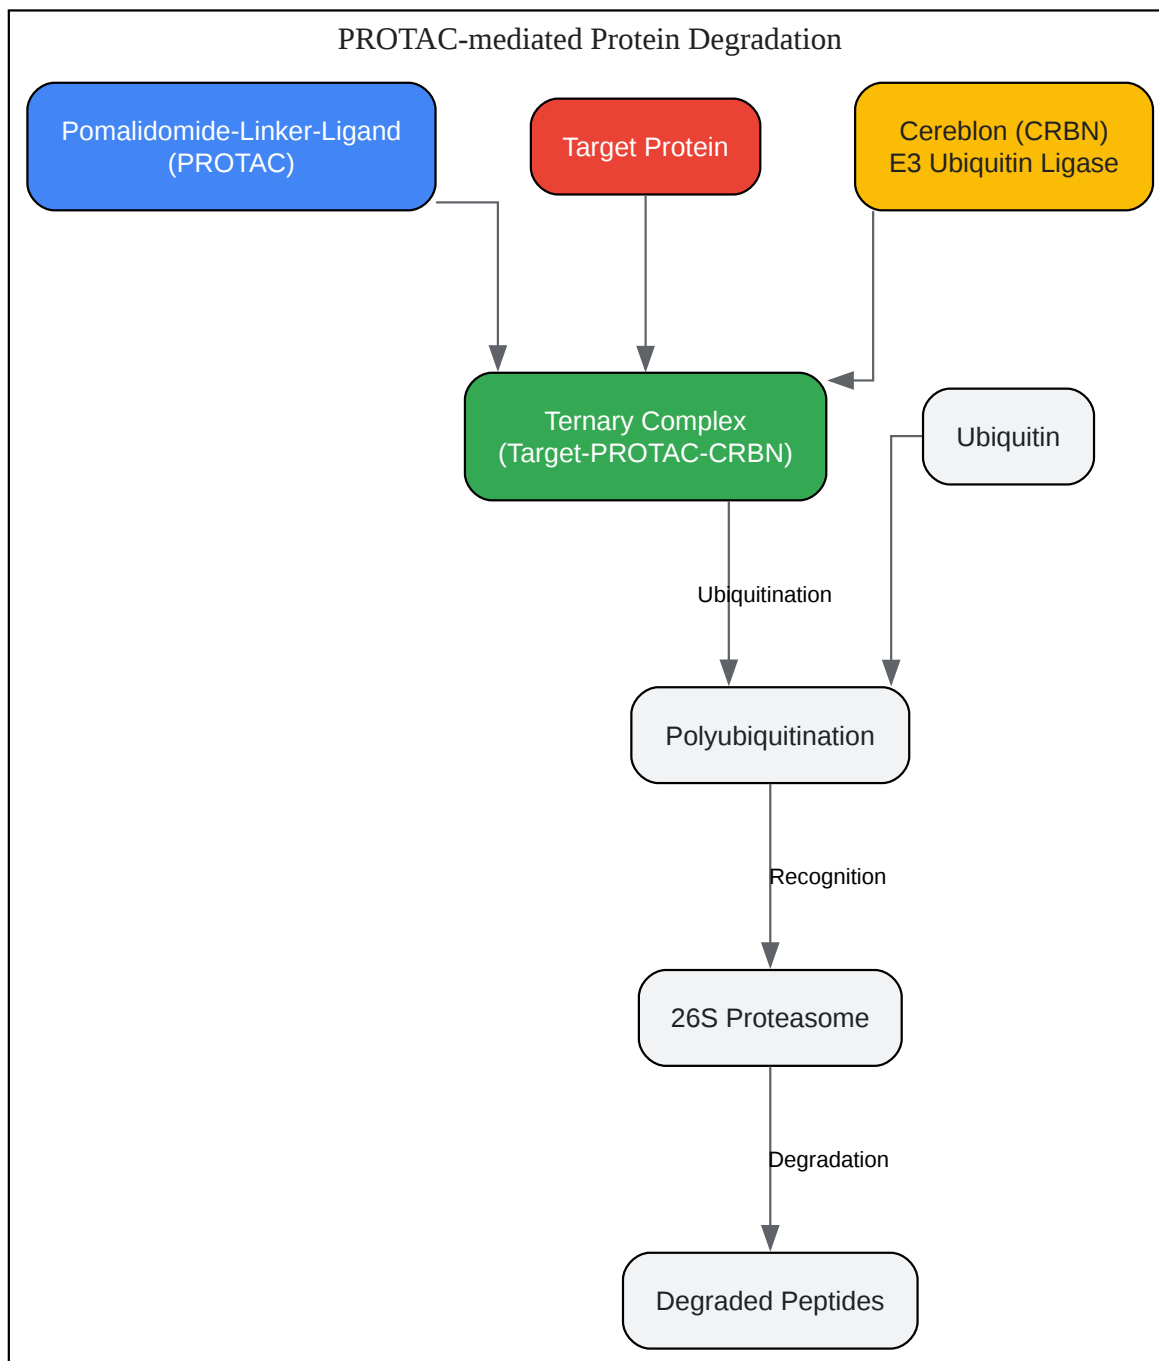 PROTAC-mediated Protein Degradation
Pomalidomide-Linker-Ligand
(PROTAC)
Target Protein
Cereblon (CRBN)
E3 Ubiquitin Ligase
Ternary Complex
(Target-PROTAC-CRBN)
Ubiquitin
Ubiquitination
Polyubiquitination
Recognition
26S Proteasome
Degradation
Degraded Peptides